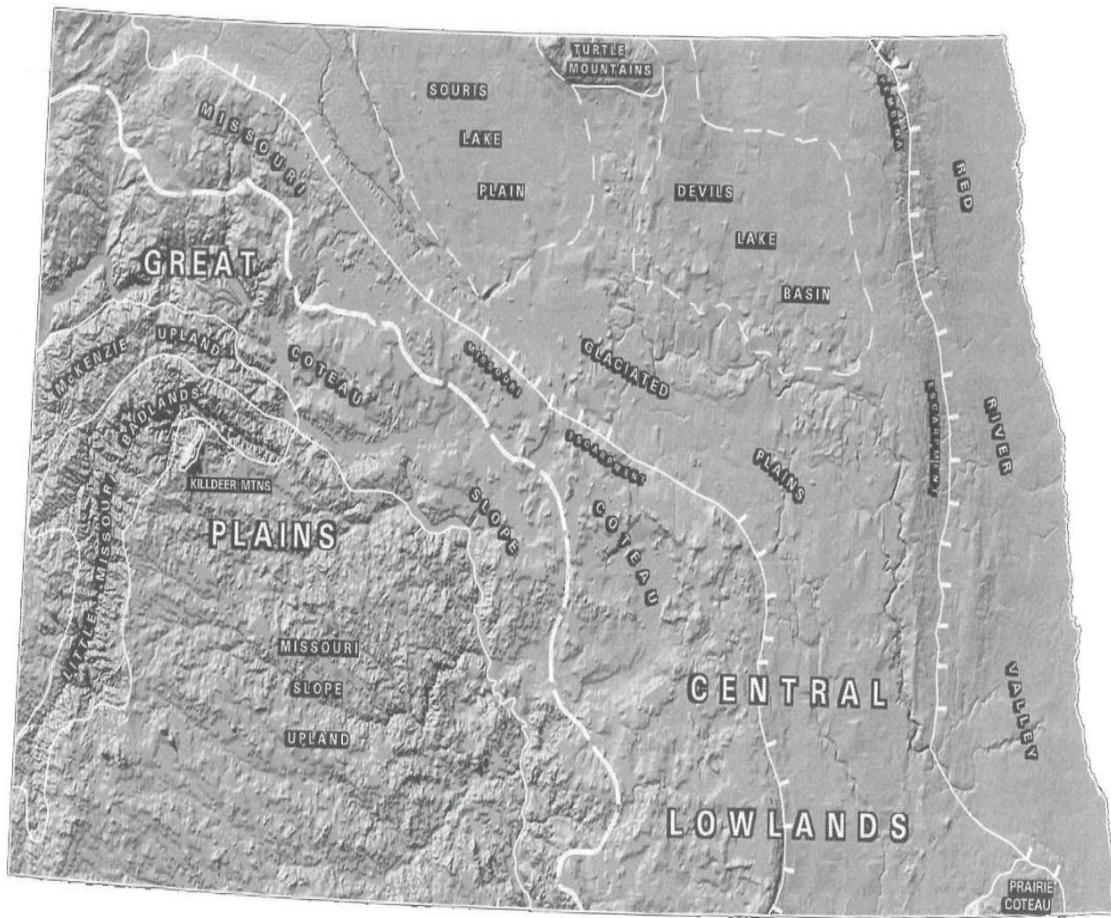 TURTLE
MOUNTAINS
SOURIS
LAKE
PLAIN
PEMBINA
ESCARPMENT
RED
RIVER
VALLEY
DEVILS
LAKE
BASIN
MISSOURI
COTEAU
GREAT
PLAINS
McKENZIE
UPLAND
COTEAU
SLOPE
MISSOURI
ESCARPMENT
GLACIATED
PLAINS
LITTLE MISSOURI BADLANDS
KILLDEER MTNS
MISSOURI
SLOPE
UPLAND
CENTRAL
LOWLANDS
PRAIRIE
COTEAU